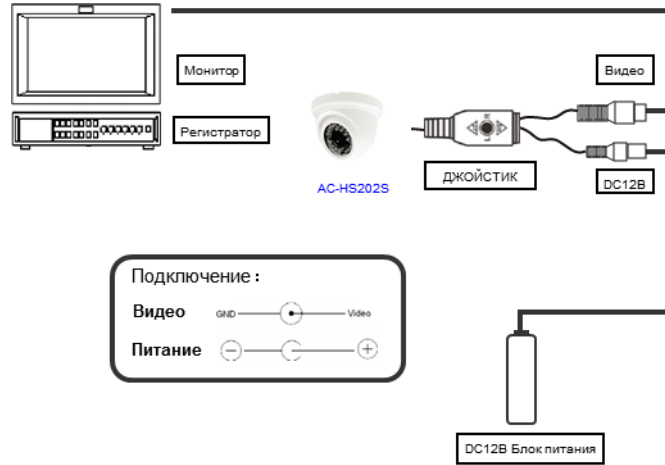 Монитор
Видео
Регистратор
AC-HS202S
джойстик
DC12В
Подключение:
Видео GND Video
Питание
DC12В Блок питания